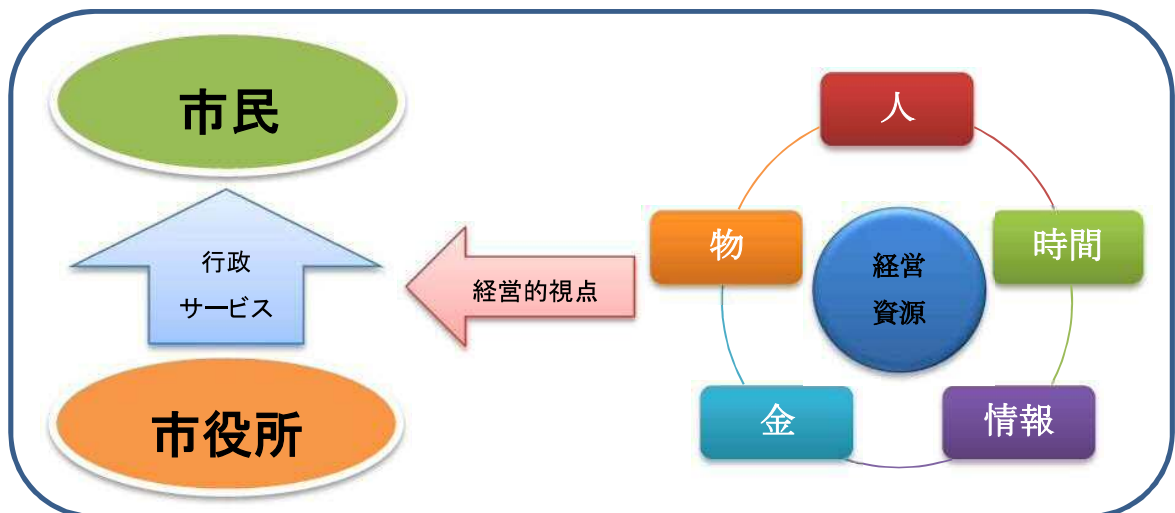 市民
行政
サービス
市役所
経営的視点
人
物
時間
経営
資源
金
情報